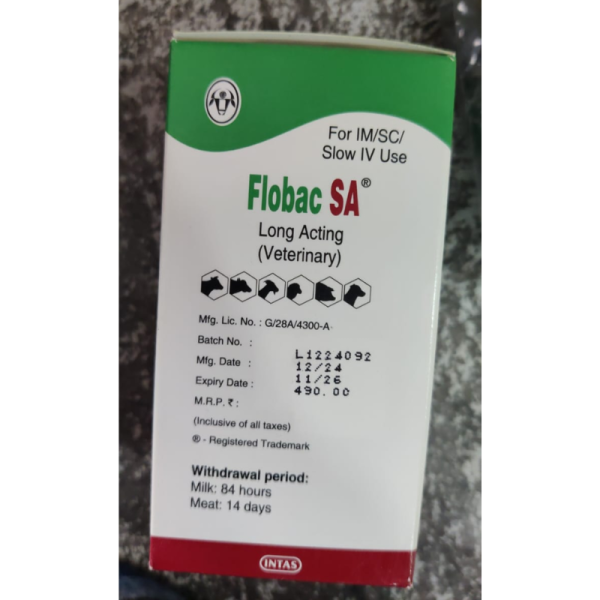 For IM/SC/
Slow IV Use
Flobac SA®
Long Acting
(Veterinary)
Mfg. Lic. No. : G/28A/4300-A
Batch No. : L1224092
Mfg. Date : 12/24
Expiry Date : 11/26
M.R.P. ₹ : 490.00
(Inclusive of all taxes)
® - Registered Trademark
Withdrawal period:
Milk: 84 hours
Meat: 14 days
INTAS